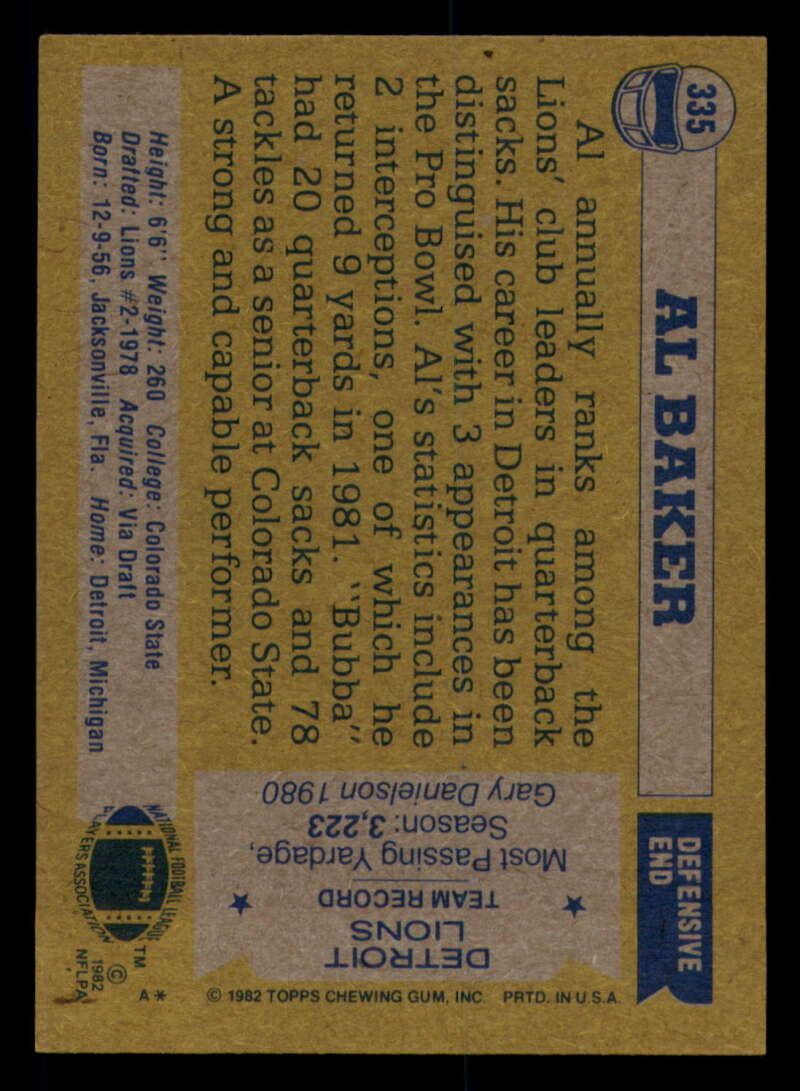 335
AL BAKER
DEFENSIVE
END
Al annually ranks among the
Lions' club leaders in quarterback
sacks. His career in Detroit has been
distinguised with 3 appearances in
the Pro Bowl. Al's statistics include
2 interceptions, one of which he
returned 9 yards in 1981. "Bubba"
had 20 quarterback sacks and 78
tackles as a senior at Colorado State.
A strong and capable performer.
Height: 6'6" Weight: 260 College: Colorado State
Drafted: Lions #2-1978 Acquired: Via Draft
Born: 12-9-56, Jacksonville, Fla. Home: Detroit, Michigan
DETROIT
LIONS
TEAM RECORD
Most Passing Yardage,
Season: 3,223
Gary Danielson 1980
NATIONAL FOOTBALL LEAGUE
PLAYERS ASSOCIATION
TM
© 1982
NFLPA
A*
© 1982 TOPPS CHEWING GUM, INC. PRTD. IN U.S.A.